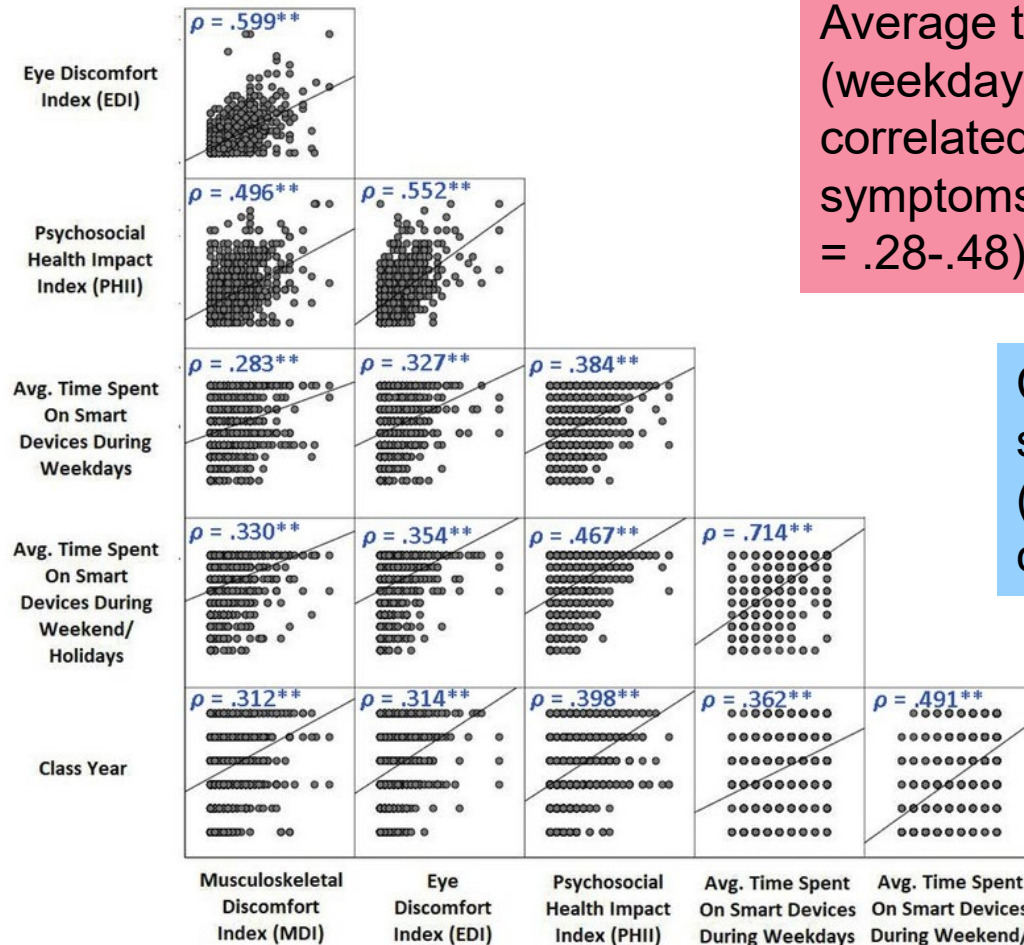 ρ = .599**
Eye Discomfort
Index (EDI)
ρ = .496**
ρ = .552**
Psychosocial
Health Impact
Index (PHII)
ρ = .283**
ρ = .327**
ρ = .384**
Avg. Time Spent
On Smart
Devices During
Weekdays
ρ = .330**
ρ = .354**
ρ = .467**
ρ = .714**
Avg. Time Spent
On Smart
Devices During
Weekend/
Holidays
ρ = .312**
ρ = .314**
ρ = .398**
ρ = .362**
ρ = .491**
Class Year
Musculoskeletal
Discomfort
Index (MDI)
Eye
Discomfort
Index (EDI)
Psychosocial
Health Impact
Index (PHII)
Avg. Time Spent
On Smart Devices
During Weekdays
Avg. Time Spent
On Smart Devices
During Weekend/
Average
(weekday
correlated
symptoms
= .28-.48)